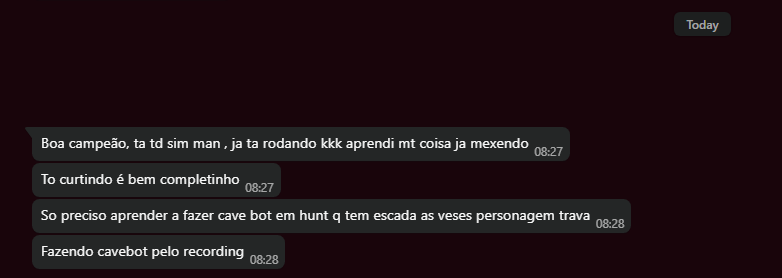 Today
Boa campeão, ta td sim man , ja ta rodando kkk aprendi mt coisa ja mexendo
08:27
To curtindo é bem completinho
08:27
So preciso aprender a fazer cave bot em hunt q tem escada as veses personagem trava
08:28
Fazendo cavebot pelo recording
08:28